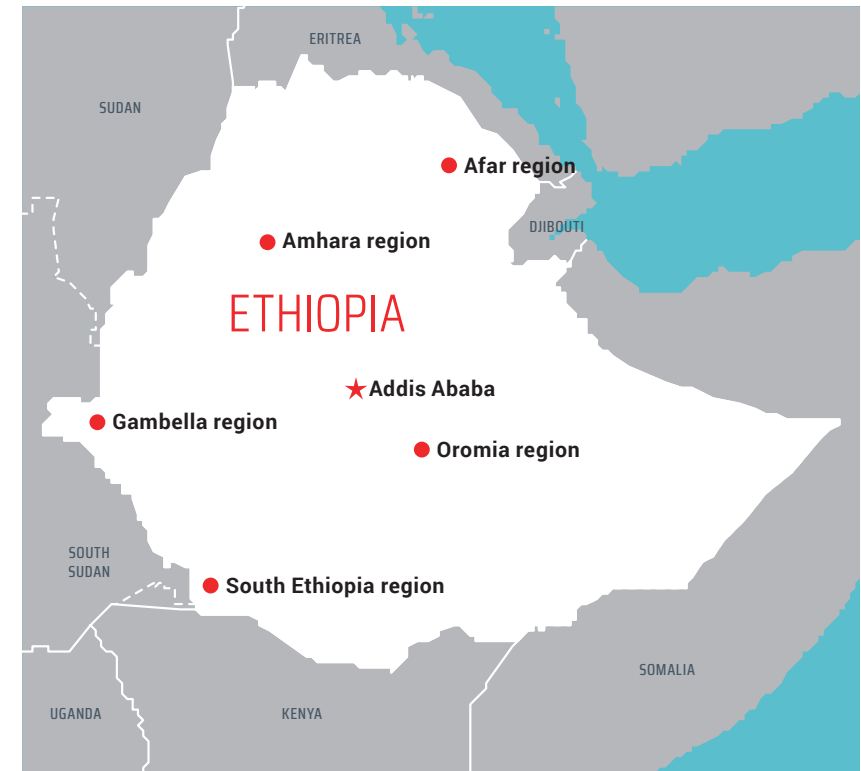 ERITREA
SUDAN
Afar region
DJIBOUTI
Amhara region
ETHIOPIA
Addis Ababa
Gambella region
Oromia region
SOUTH
SUDAN
South Ethiopia region
SOMALIA
UGANDA
KENYA